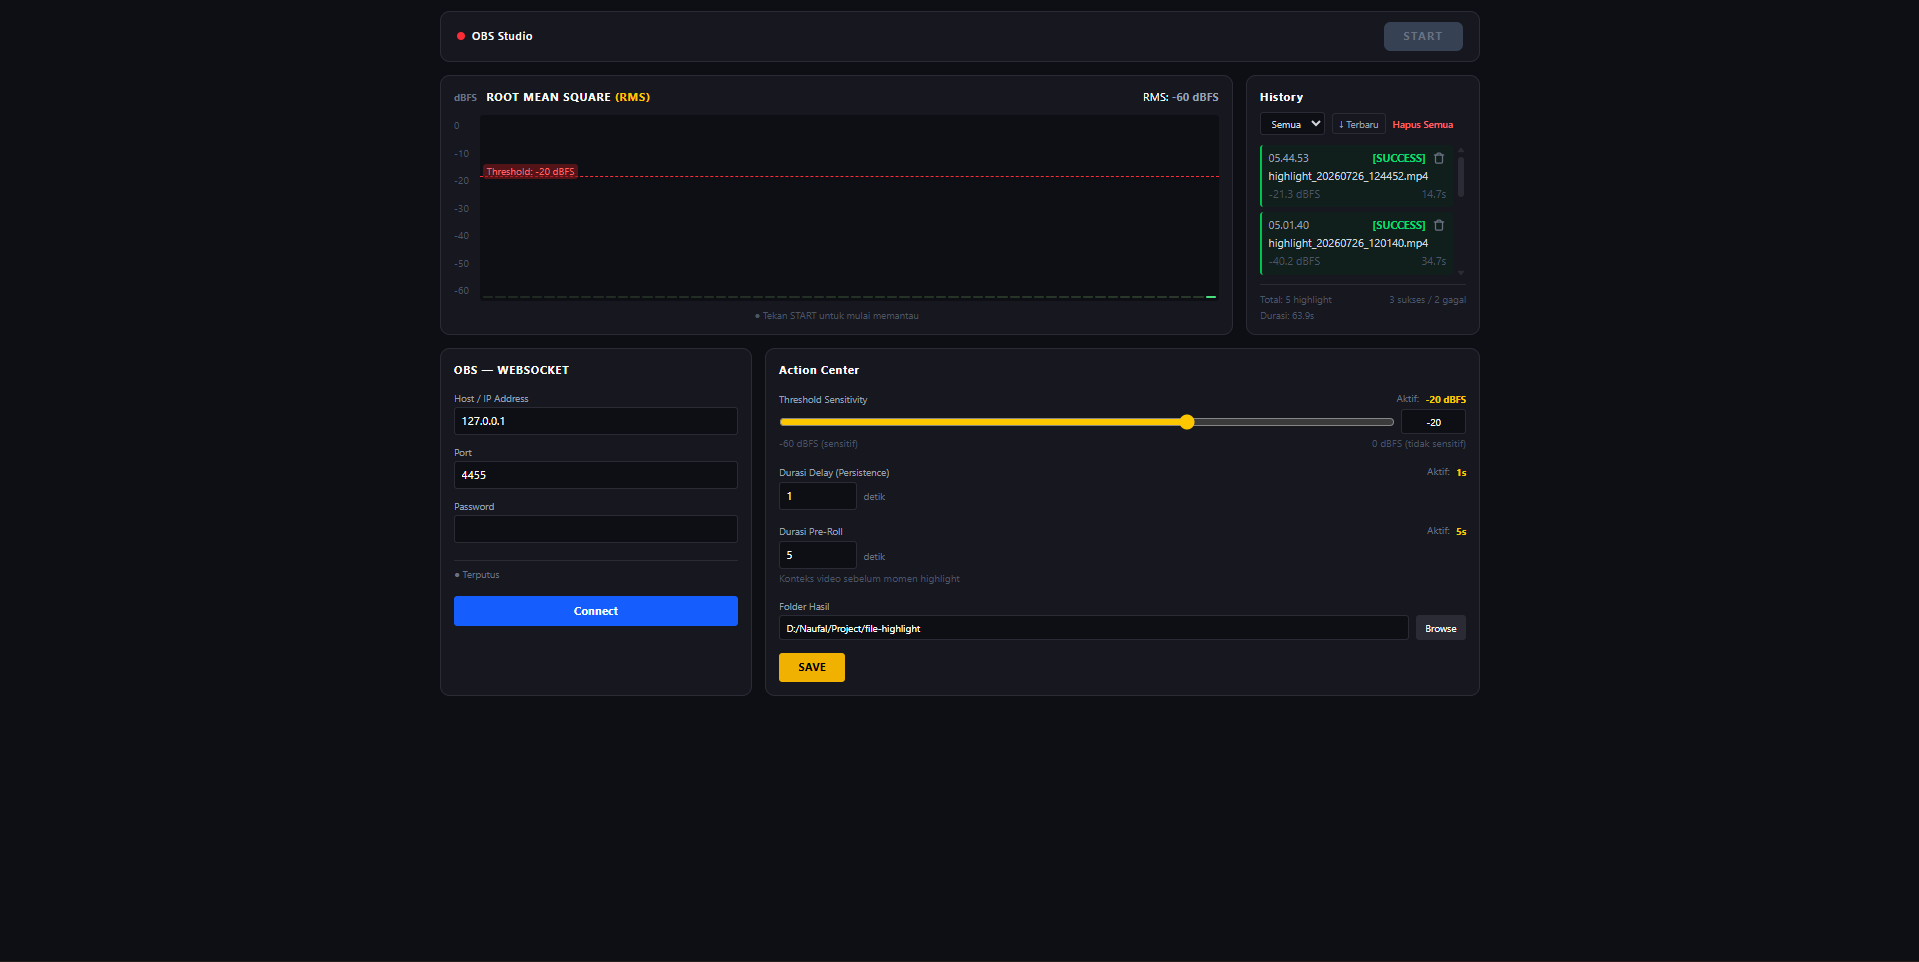 OBS Studio
START
dBFS ROOT MEAN SQUARE (RMS)
RMS: -60 dBFS
0
-10
-20
-30
-40
-50
-60
Threshold: -20 dBFS
● Tekan START untuk mulai memantau
History
Semua
↓ Terbaru
Hapus Semua
05.44.53 [SUCCESS]
highlight_20260726_124452.mp4
-21.3 dBFS 14.7s
05.01.40 [SUCCESS]
highlight_20260726_120140.mp4
-40.2 dBFS 34.7s
Total: 5 highlight 3 sukses / 2 gagal
Durasi: 63.9s
OBS — WEBSOCKET
Host / IP Address
127.0.0.1
Port
4455
Password
● Terputus
Connect
Action Center
Threshold Sensitivity Aktif: -20 dBFS
-20
-60 dBFS (sensitif) 0 dBFS (tidak sensitif)
Durasi Delay (Persistence) Aktif: 1s
1 detik
Durasi Pre-Roll Aktif: 5s
5 detik
Konteks video sebelum momen highlight
Folder Hasil
D:/Naufal/Project/file-highlight Browse
SAVE